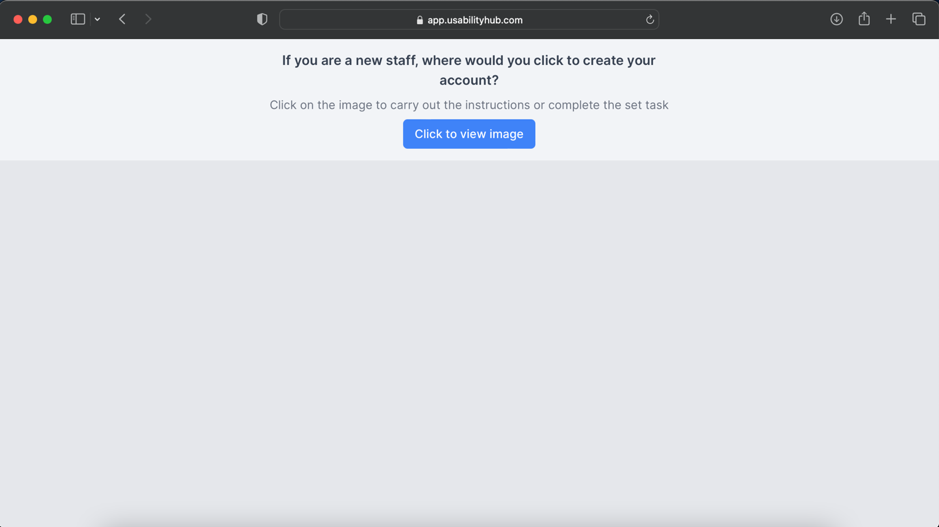 app.usabilityhub.com
If you are a new staff, where would you click to create your
account?
Click on the image to carry out the instructions or complete the set task
Click to view image